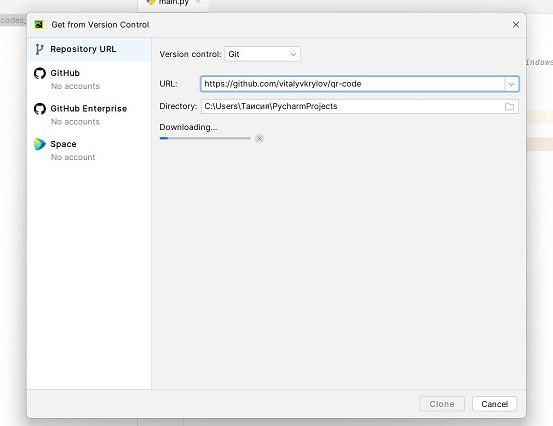 main.py
codes_
Get from Version Control
Repository URL
Version control: Git
GitHub
No accounts
URL: https://github.com/vitalyvkrylov/qr-code
Directory: C:\Users\Таисия\PycharmProjects
GitHub Enterprise
No accounts
Downloading...
Space
No account
indows
Clone
Cancel